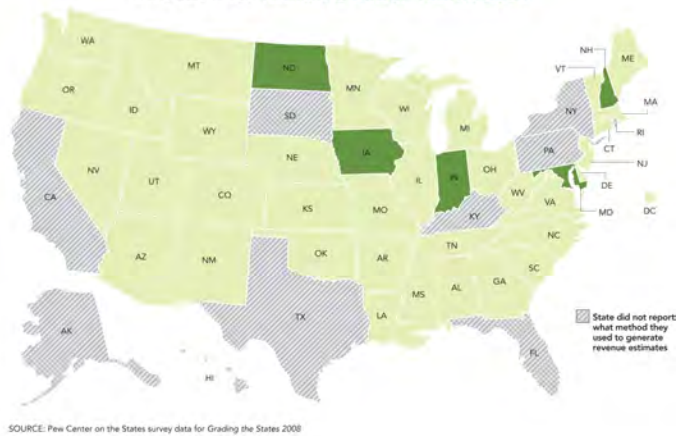 WA
MT
ND
MN
OR
ID
WY
SD
WI
MI
NH
VT
ME
NY
MA
RI
CT
PA
NJ
NV
UT
CO
NE
IA
IL
IN
OH
WV
VA
DE
MD
DC
CA
KS
MO
KY
NC
AZ
NM
OK
AR
TN
SC
MS
AL
GA
LA
TX
AK
HI
FL
State did not report
what method they
used to generate
revenue estimates
SOURCE: Pew Center on the States survey data for Grading the States 2008